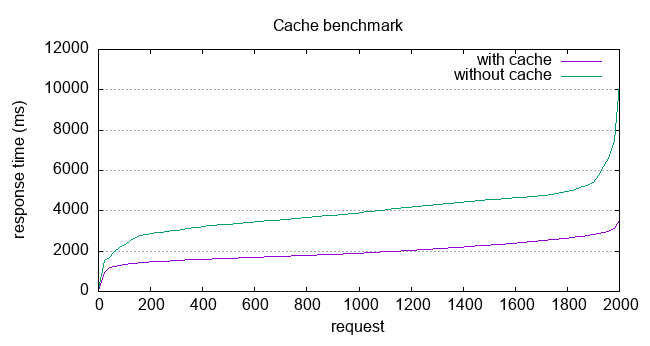 Cache benchmark
12000
10000
8000
6000
4000
2000
0
response time (ms)
with cache
without cache
0 200 400 600 800 1000 1200 1400 1600 1800 2000
request